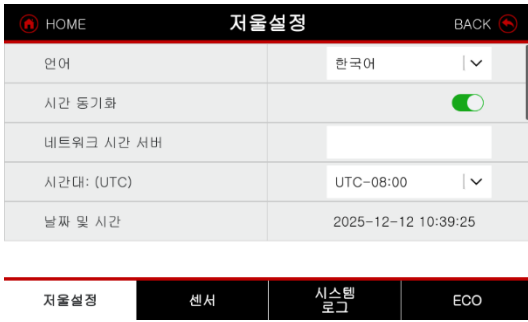 HOME 저울설정 BACK
언어 한국어
시간 동기화
네트워크 시간 서버
시간대: (UTC) UTC-08:00
날짜 및 시간 2025-12-12 10:39:25
저울설정 센서 시스템 로그 ECO